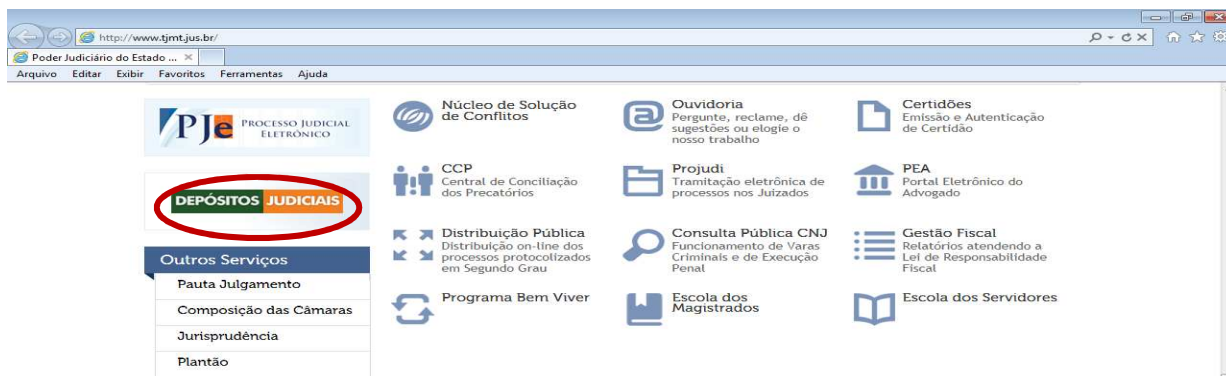 http://www.tjmt.jus.br/
Poder Judiciário do Estado ...
Arquivo Editar Exibir Favoritos Ferramentas Ajuda
PJe PROCESSO JUDICIAL
ELETRÔNICO
DEPÓSITOS JUDICIAIS
Outros Serviços
Pauta Julgamento
Composição das Câmaras
Jurisprudência
Plantão
Núcleo de Solução
de Conflitos
Ouvidoria
Pergunte, reclame, dê
sugestões ou elogie o
nosso trabalho
Certidões
Emissão e Autenticação
de Certidão
CCP
Central de Conciliação
dos Precatórios
Projudi
Tramitação eletrônica de
processos nos Juizados
PEA
Portal Eletrônico do
Advogado
Distribuição Pública
Distribuição on-line dos
processos protocolizados
em Segundo Grau
Consulta Pública CNJ
Funcionamento de Varas
Criminais e de Execução
Penal
Gestão Fiscal
Relatórios atendendo a
Lei de Responsabilidade
Fiscal
Programa Bem Viver
Escola dos
Magistrados
Escola dos Servidores